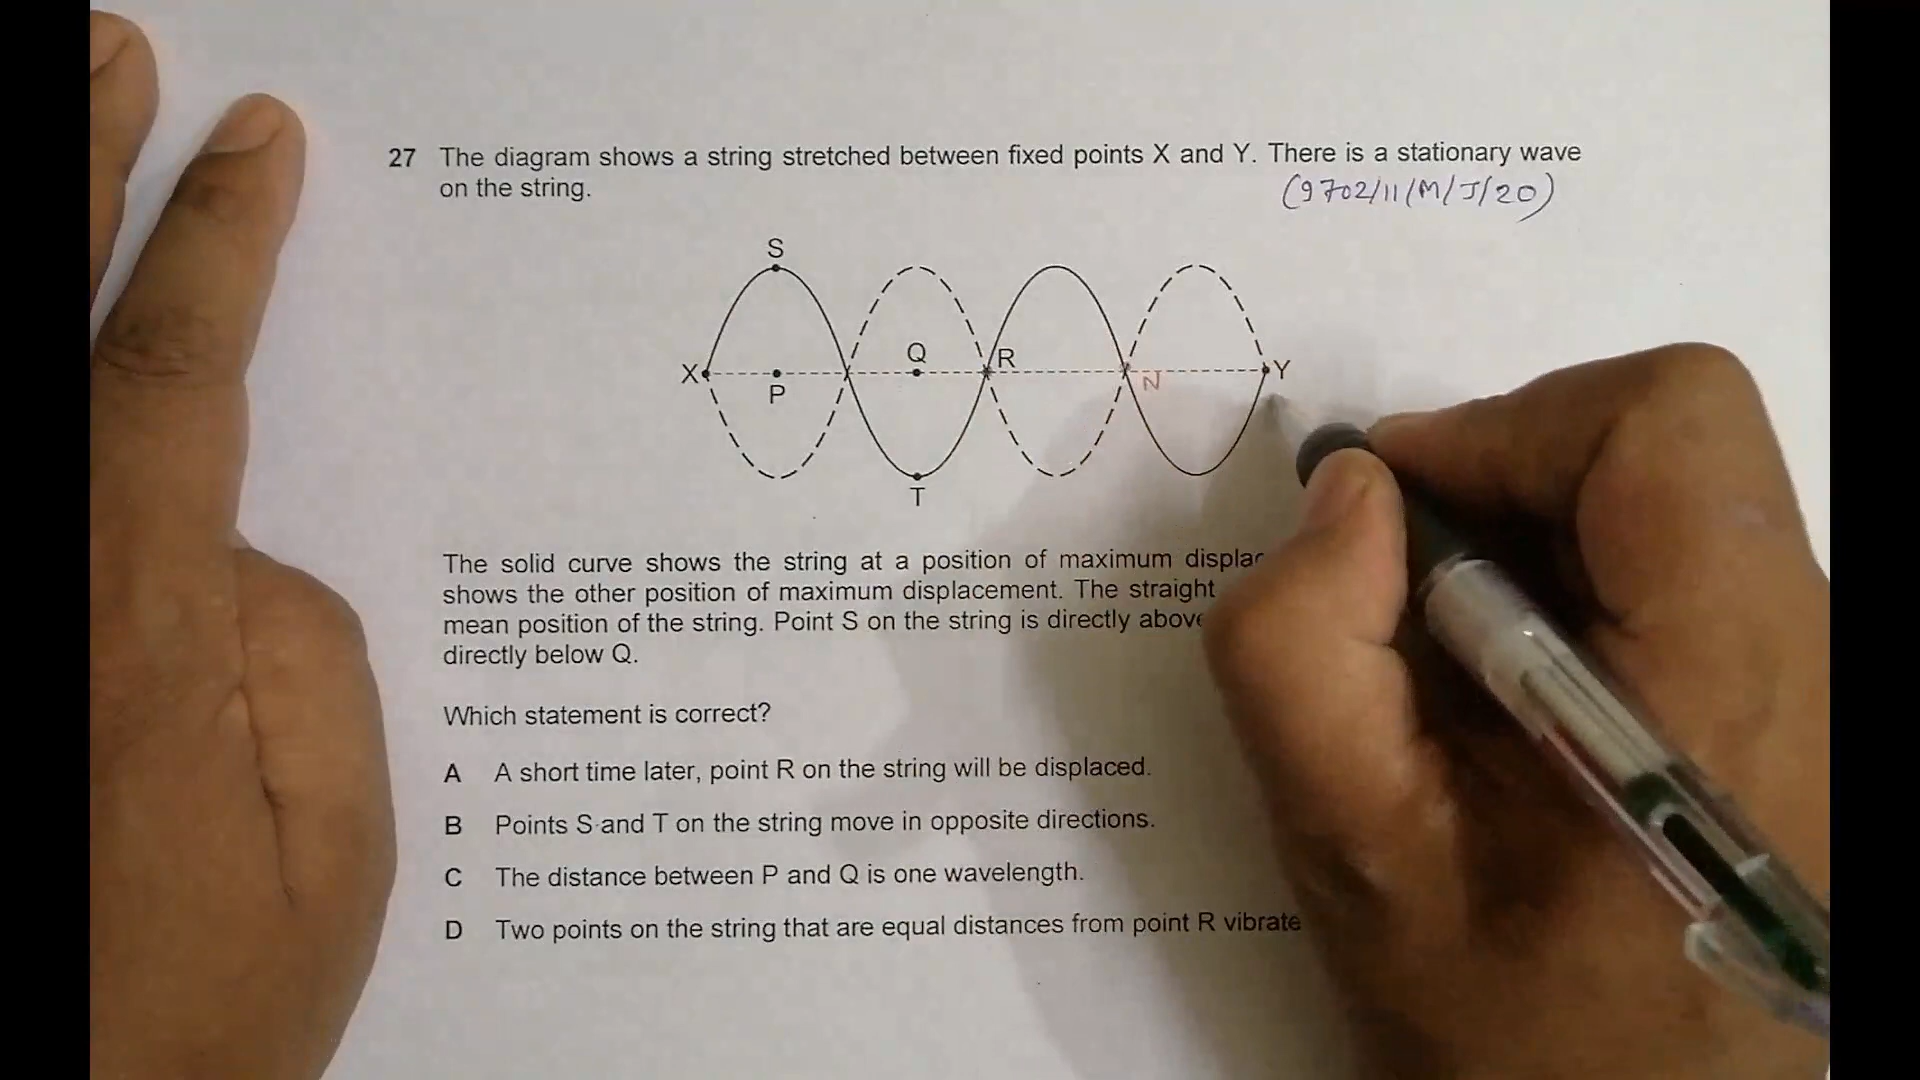 27 The diagram shows a string stretched between fixed points X and Y. There is a stationary wave
on the string.
(9702/11/M/J/20)
S
Q
R
X
P
N
Y
T
The solid curve shows the string at a position of maximum
shows the other position of maximum displacement. The straight
mean position of the string. Point S on the string is directly
directly below Q.
Which statement is correct?
A A short time later, point R on the string will be displaced.
B Points S and T on the string move in opposite directions.
C The distance between P and Q is one wavelength.
D Two points on the string that are equal distances from point R vibrate